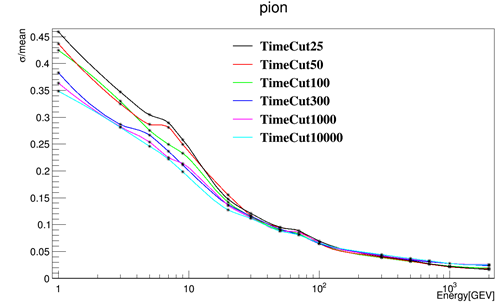 pion
σ/mean
0.45
0.4
0.35
0.3
0.25
0.2
0.15
0.1
0.05
0
TimeCut25
TimeCut50
TimeCut100
TimeCut300
TimeCut1000
TimeCut10000
1 10 10² 10³
Energy[GEV]